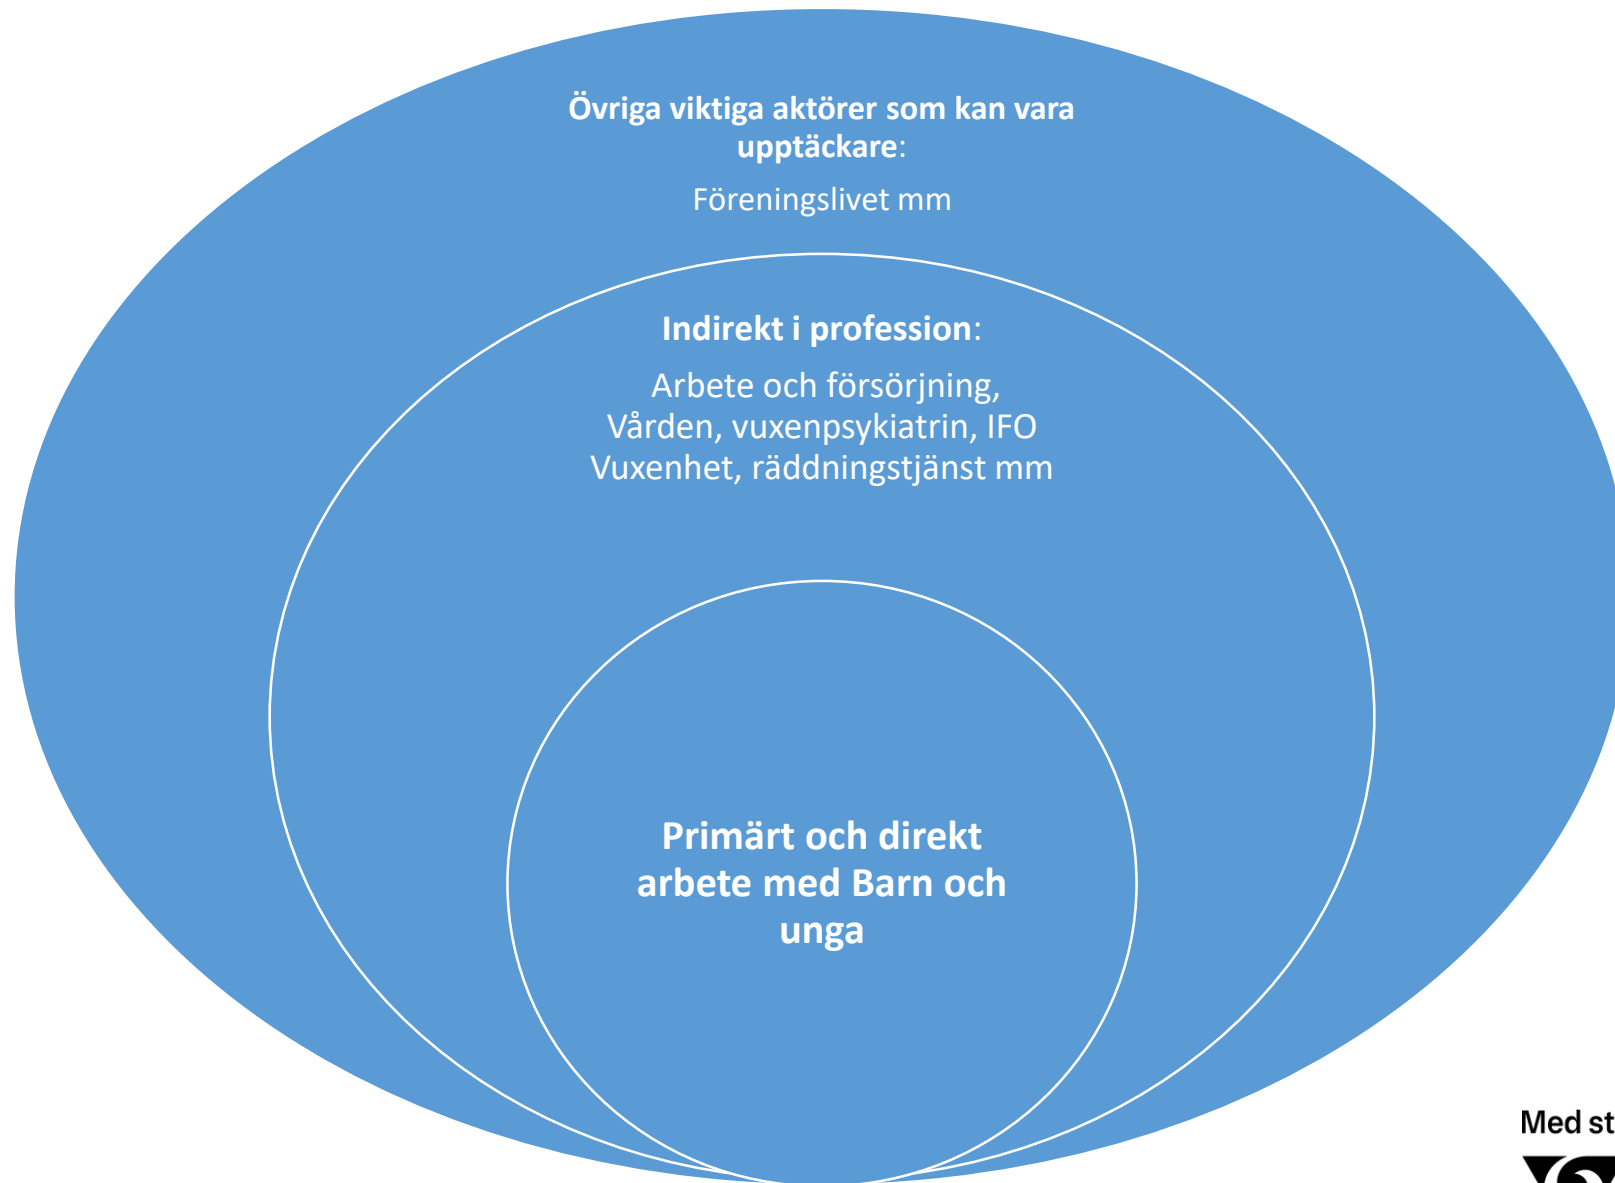 Övriga viktiga aktörer som kan vara
upptäckare:
Föreningslivet mm
Indirekt i profession:
Arbete och försörjning,
Vården, vuxenpsykiatrin, IFO
Vuxenhet, räddningstjänst mm
Primärt och direkt
arbete med Barn och
unga
Med st